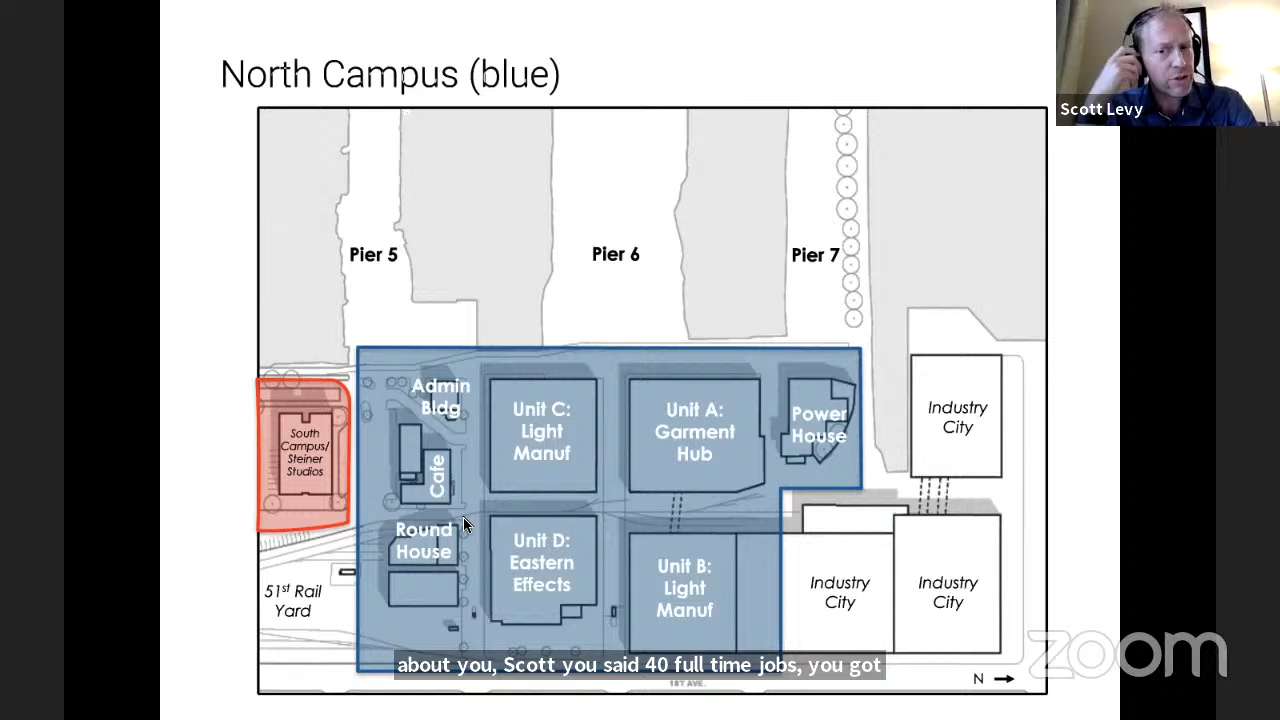 North Campus (blue)
Scott Levy
Pier 5
Pier 6
Pier 7
Admin
Bldg
Unit C:
Light
Manuf
Unit A:
Garment
Hub
Power
House
Industry
City
South
Campus/
Steiner
Studios
Cafe
Round
House
Unit D:
Eastern
Effects
Unit B:
Light
Manuf
Industry
City
Industry
City
51st Rail
Yard
about you, Scott you said 40 full time jobs, you got
1ST AVE.
N
zoom